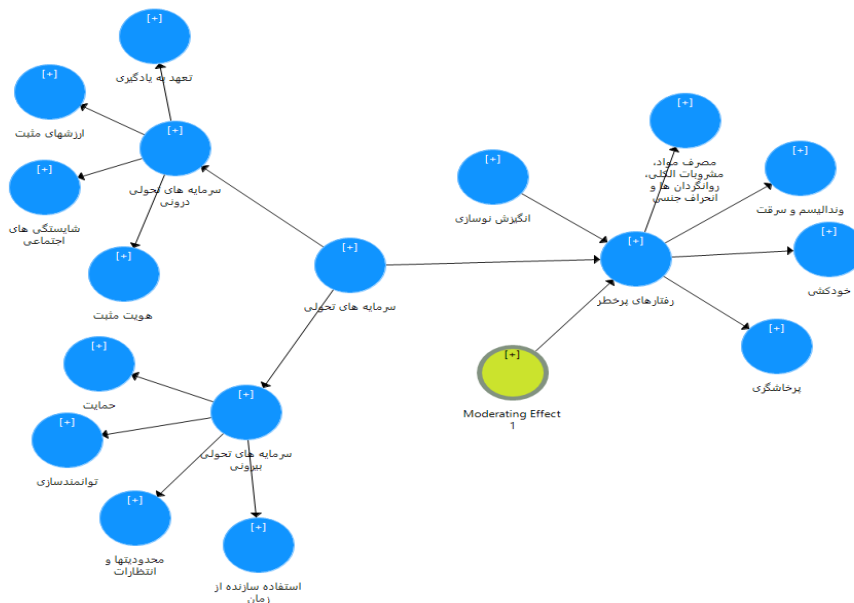 [+]
تعهد به یادگیری
[+]
ارزشهای مثبت
[+]
سرمایه های تحولی
درونی
[+]
شایستگی های
اجتماعی
[+]
هویت مثبت
[+]
سرمایه های تحولی
[+]
حمایت
[+]
سرمایه های تحولی
بیرونی
[+]
توانمندسازی
[+]
محدودیتها و
انتظارات
[+]
استفاده سازنده از
زمان
[+]
انگیزش نوسازی
[+]
Moderating Effect
1
[+]
رفتارهای پرخطر
[+]
مصرف مواد،
مشروبات الکلی،
روانگردان ها و
انحراف جنسی
[+]
وندالیسم و سرقت
[+]
خودکشی
[+]
پرخاشگری